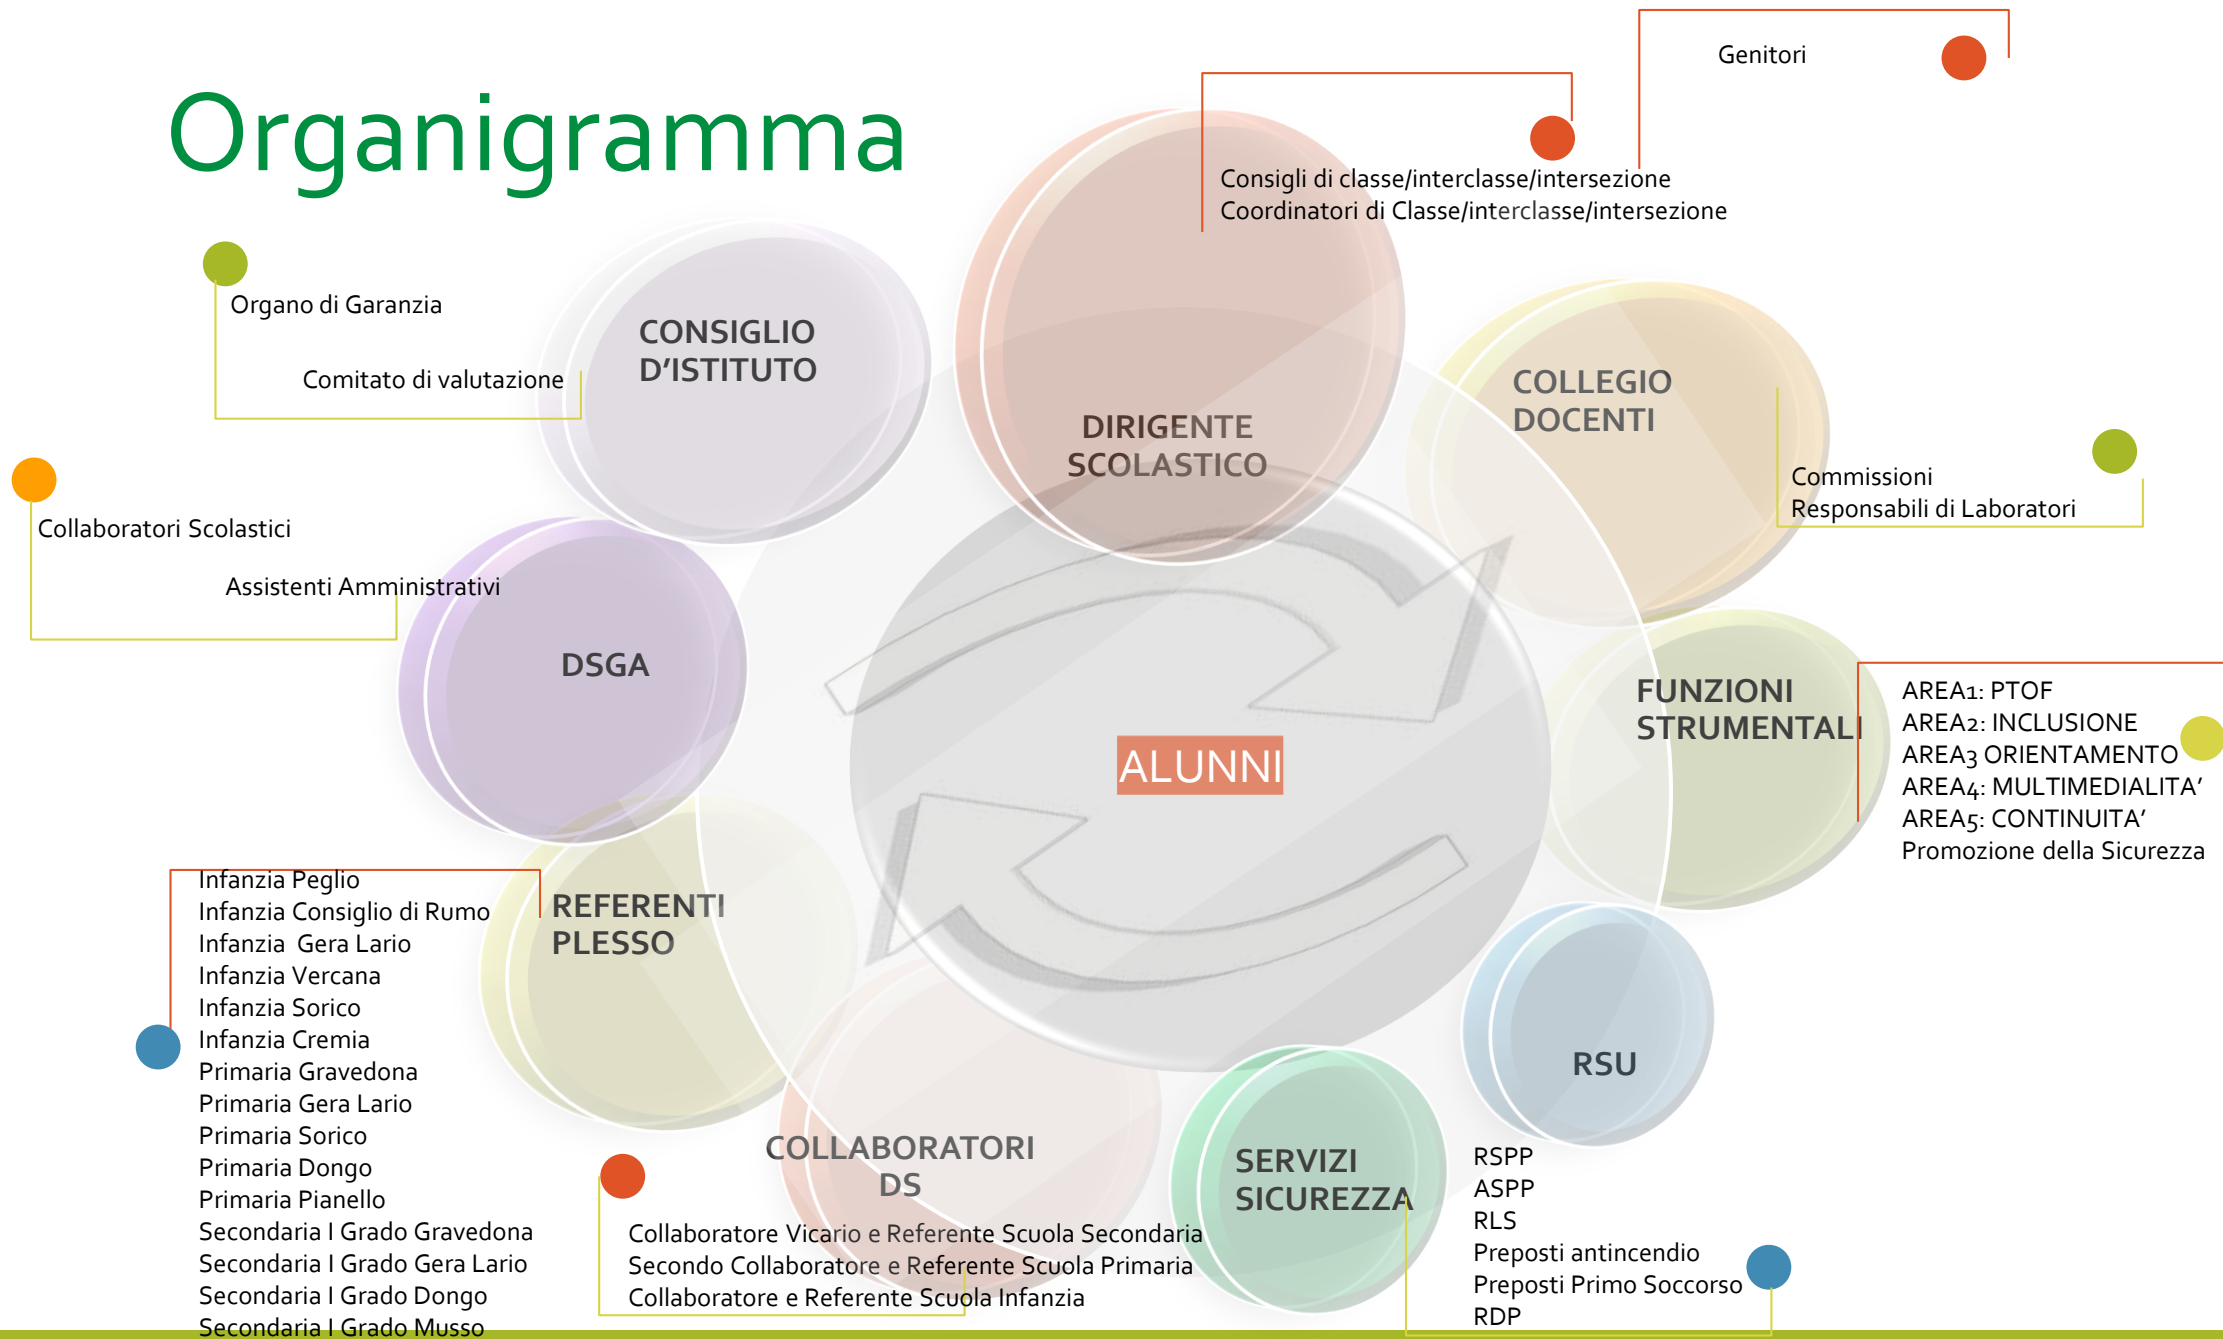 Organigramma
Genitori
Consigli di classe/interclasse/intersezione
Coordinatori di Classe/interclasse/intersezione
Organo di Garanzia
Comitato di valutazione
CONSIGLIO
D'ISTITUTO
DIRIGENTE
SCOLASTICO
COLLEGIO
DOCENTI
Commissioni
Responsabili di Laboratori
Collaboratori Scolastici
Assistenti Amministrativi
DSGA
FUNZIONI
STRUMENTALI
AREA1: PTOF
AREA2: INCLUSIONE
AREA3 ORIENTAMENTO
AREA4: MULTIMEDIALITA'
AREA5: CONTINUITA'
Promozione della Sicurezza
ALUNNI
REFERENTI
PLESSO
Infanzia Peglio
Infanzia Consiglio di Rumo
Infanzia  Gera Lario
Infanzia Vercana
Infanzia Sorico
Infanzia Cremia
Primaria Gravedona
Primaria Gera Lario
Primaria Sorico
Primaria Dongo
Primaria Pianello
Secondaria I Grado Gravedona
Secondaria I Grado Gera Lario
Secondaria I Grado Dongo
Secondaria I Grado Musso
COLLABORATORI
DS
Collaboratore Vicario e Referente Scuola Secondaria
Secondo Collaboratore e Referente Scuola Primaria
Collaboratore e Referente Scuola Infanzia
SERVIZI
SICUREZZA
RSU
RSPP
ASPP
RLS
Preposti antincendio
Preposti Primo Soccorso
RDP